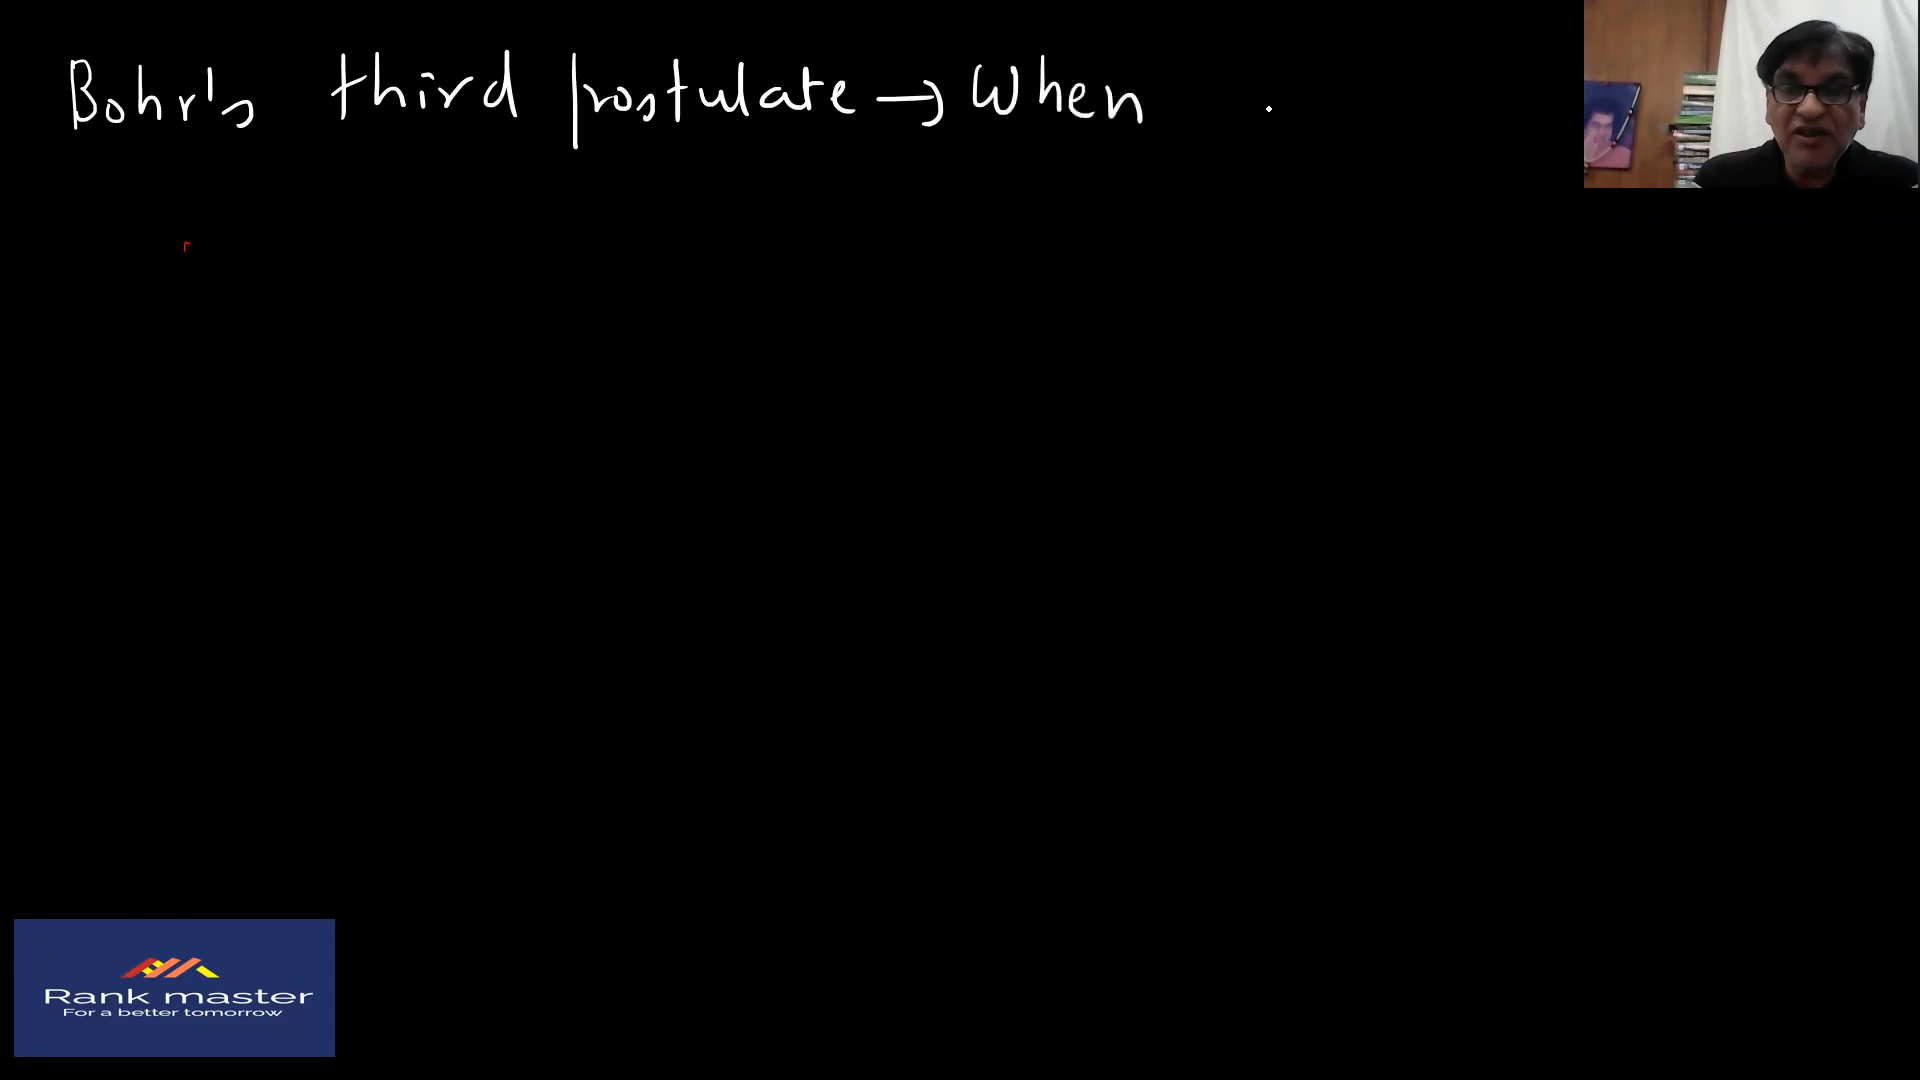 Bohr's third postulate → When
Rank master
For a better tomorrow